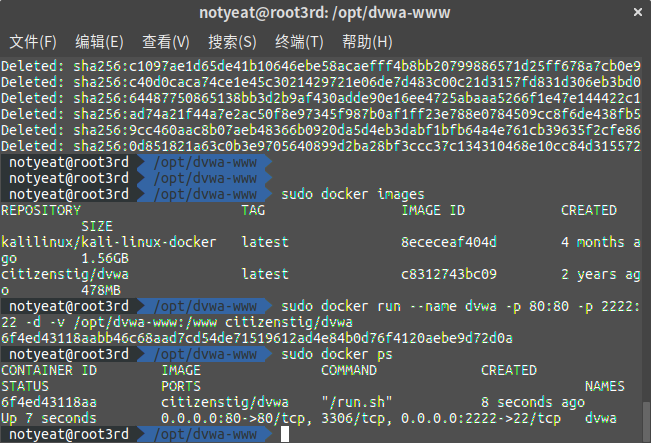 notyeat@root3rd: /opt/dvwa-www
文件(F) 编辑(E) 查看(V) 搜索(S) 终端(T) 帮助(H)
Deleted: sha256:c1097ae1d65de41b10646ebe58acaefff4b8bb20799886571d25ff678a7cb0e9
Deleted: sha256:c40d0caca74ce1e45c3021429721e06de7d483c00c21d3157fd831d306eb3bd0
Deleted: sha256:64487750865138bb3d2b9af430adde90e16ee4725abaaa5266f1e47e144422c1
Deleted: sha256:ad74a21f44a7e2ac50f8e97345f987b0af1ff23e788e0784509cc8f6de438fb5
Deleted: sha256:9cc460aac8b07aeb48366b0920da5d4eb3dabf1bfb64a4e761cb39635f2cfe86
Deleted: sha256:0d851821a63c0b3e9705640899d2ba28bf3ccc37c134310468e10cc84d315572
notyeat@root3rd /opt/dvwa-www
notyeat@root3rd /opt/dvwa-www
notyeat@root3rd /opt/dvwa-www sudo docker images
REPOSITORY TAG IMAGE ID CREATED
SIZE
kalilinux/kali-linux-docker latest 8ececeaf404d 4 months a
go 1.56GB
citizenstig/dvwa latest c8312743bc09 2 years ag
o 478MB
notyeat@root3rd /opt/dvwa-www sudo docker run --name dvwa -p 80:80 -p 2222:
22 -d -v /opt/dvwa-www:/www citizenstig/dvwa
6f4ed43118aabb46c68aad7cd54de71519612ad4e84b0d76f4120aebe9d72d0a
notyeat@root3rd /opt/dvwa-www sudo docker ps
CONTAINER ID IMAGE COMMAND CREATED
STATUS PORTS NAMES
6f4ed43118aa citizenstig/dvwa "/run.sh" 8 seconds ago
Up 7 seconds 0.0.0.0:80->80/tcp, 3306/tcp, 0.0.0.0:2222->22/tcp dvwa
notyeat@root3rd /opt/dvwa-www